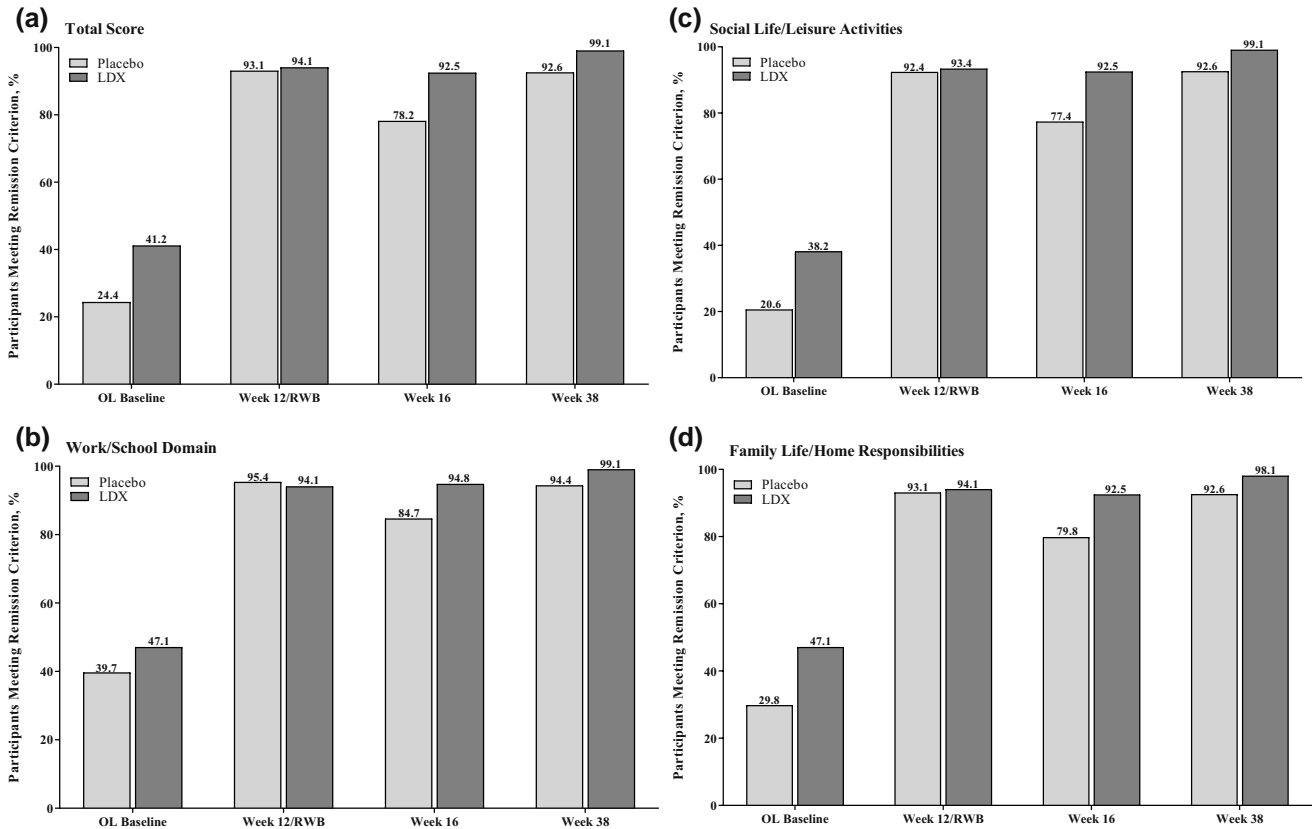 (a)
Total Score
Participants Meeting Remission Criterion, %
100
80
60
40
20
0
Placebo
LDX
24.4
41.2
93.1
94.1
78.2
92.5
92.6
99.1
OL Baseline
Week 12/RWB
Week 16
Week 38
(b)
Work/School Domain
Participants Meeting Remission Criterion, %
100
80
60
40
20
0
Placebo
LDX
39.7
47.1
95.4
94.1
84.7
94.8
94.4
99.1
OL Baseline
Week 12/RWB
Week 16
Week 38
(c)
Social Life/Leisure Activities
Participants Meeting Remission Criterion, %
100
80
60
40
20
0
Placebo
LDX
20.6
38.2
92.4
93.4
77.4
92.5
92.6
99.1
OL Baseline
Week 12/RWB
Week 16
Week 38
(d)
Family Life/Home Responsibilities
Participants Meeting Remission Criterion, %
100
80
60
40
20
0
Placebo
LDX
29.8
47.1
93.1
94.1
79.8
92.5
92.6
98.1
OL Baseline
Week 12/RWB
Week 16
Week 38